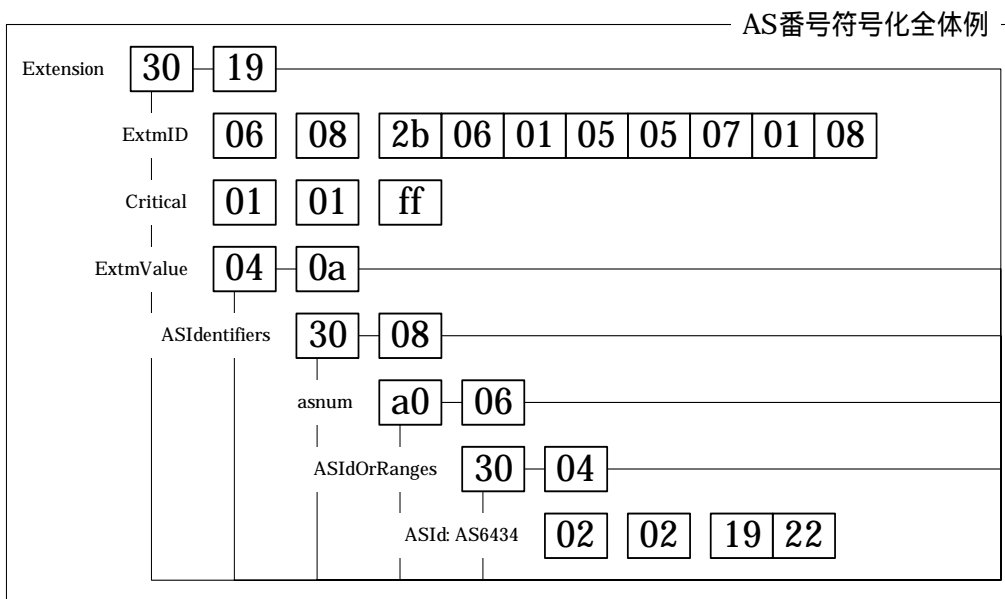 AS番号符号化全体例
Extension 30 19
ExtmID 06 08 2b 06 01 05 05 07 01 08
Critical 01 01 ff
ExtmValue 04 0a
ASIdentifiers 30 08
asnum a0 06
ASIdOrRanges 30 04
ASId: AS6434 02 02 19 22